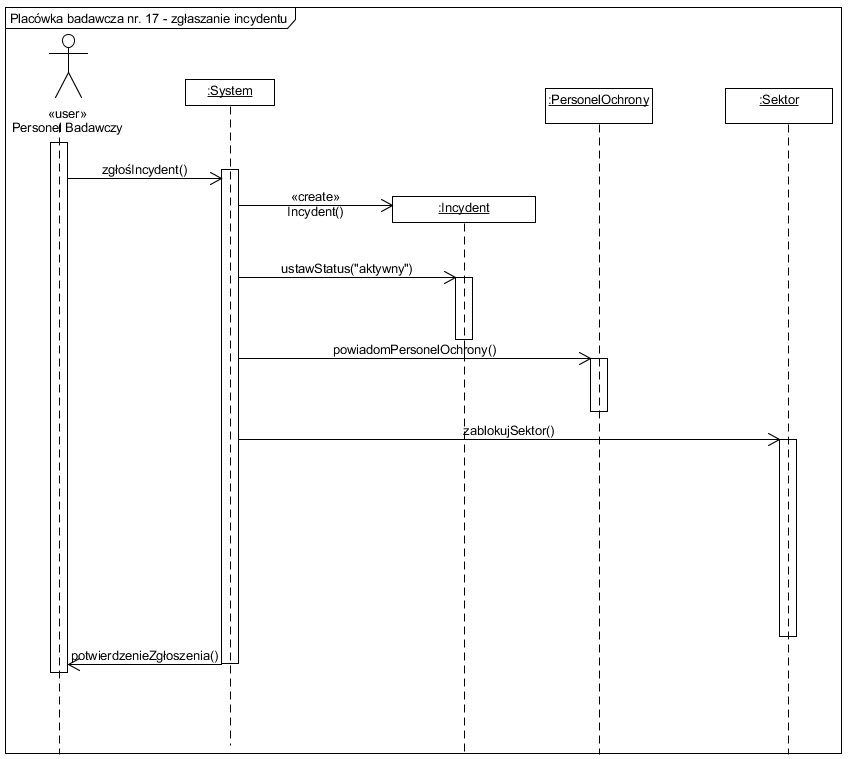 Placówka badawcza nr. 17 - zgłaszanie incydentu
«user»
Personel Badawczy
:System
:PersonelOchrony
:Sektor
zgłośIncydent()
«create»
Incydent()
:Incydent
ustawStatus("aktywny")
powiadomPersonelOchrony()
zablokujSektor()
potwierdzenieZgłoszenia()